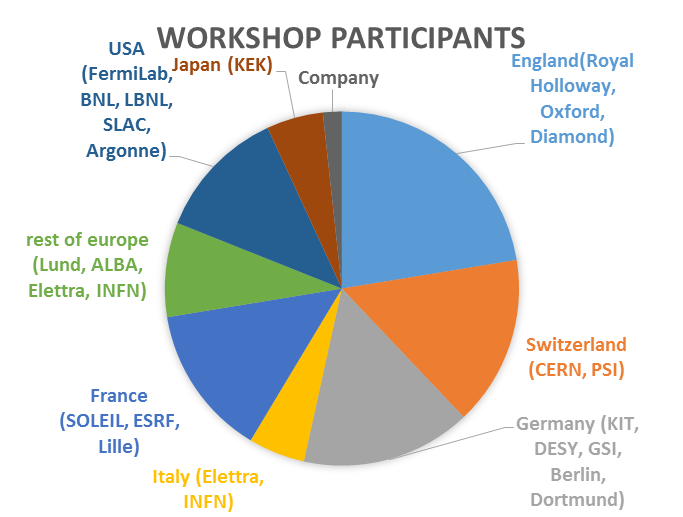 WORKSHOP PARTICIPANTS
USA
(FermiLab,
BNL, LBNL,
SLAC,
Argonne)
Japan (KEK)
Company
England(Royal
Holloway,
Oxford,
Diamond)
rest of europe
(Lund, ALBA,
Elettra, INFN)
Switzerland
(CERN, PSI)
France
(SOLEIL, ESRF,
Lille)
Germany (KIT,
DESY, GSI,
Berlin,
Dortmund)
Italy (Elettra,
INFN)